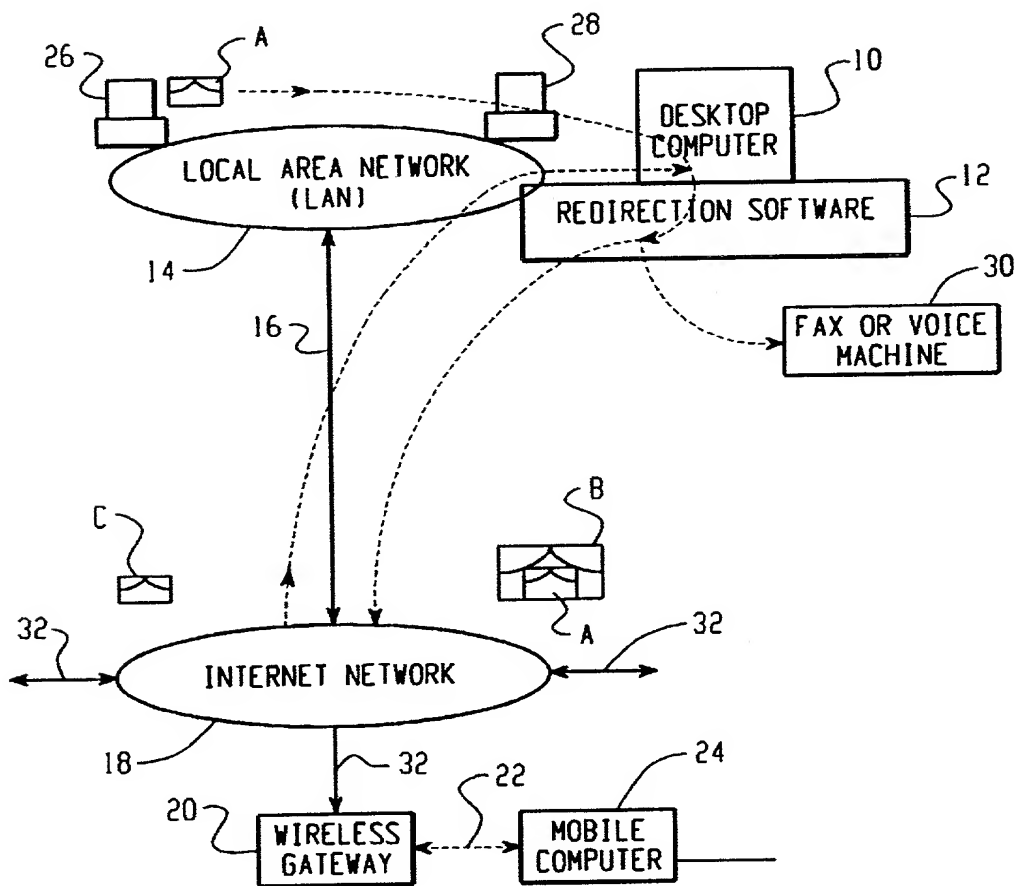 26
A
28
10
DESKTOP
COMPUTER
LOCAL AREA NETWORK
(LAN)
12
REDIRECTION SOFTWARE
14
30
16
FAX OR VOICE
MACHINE
B
C
A
32
32
INTERNET NETWORK
18
32
22
24
20
WIRELESS
GATEWAY
MOBILE
COMPUTER